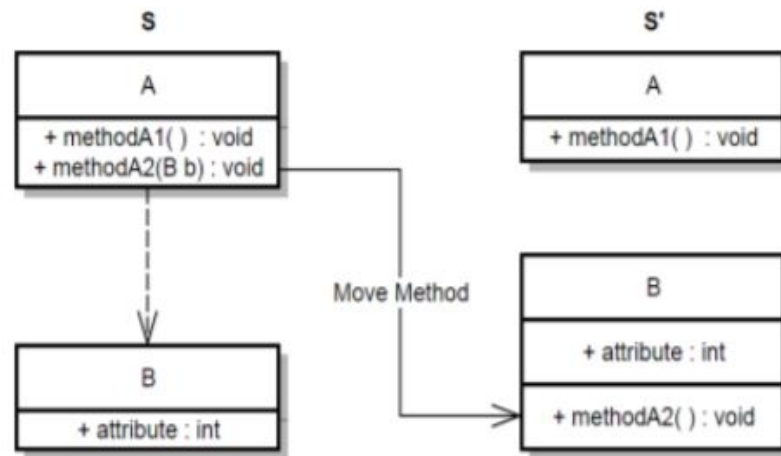 S
A
+ methodA1( ) : void
+ methodA2(B b) : void
B
+ attribute : int
Move Method
S'
A
+ methodA1( ) : void
B
+ attribute : int
+ methodA2( ) : void